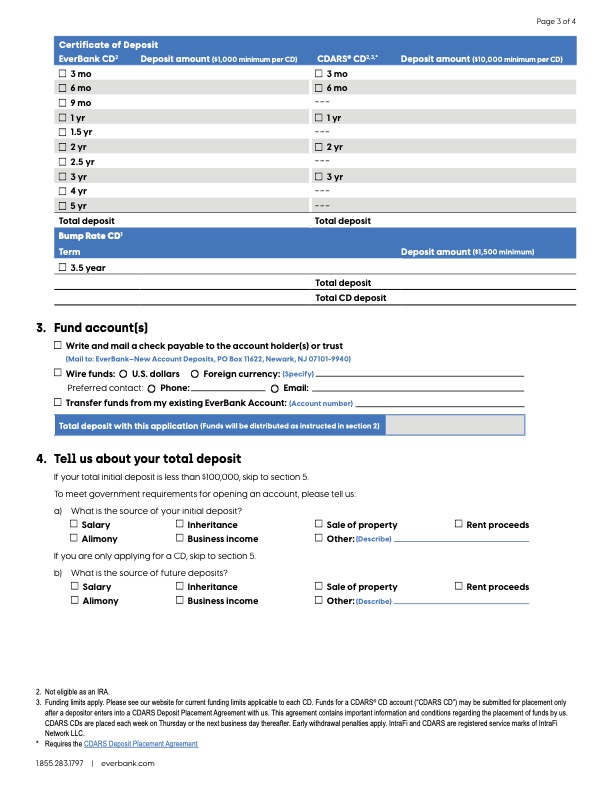 Page 3 of 4
Certificate of Deposit
EverBank CD² Deposit amount ($1,000 minimum per CD) CDARS® CD²,³,* Deposit amount ($10,000 minimum per CD)
☐ 3 mo ☐ 3 mo
☐ 6 mo ☐ 6 mo
☐ 9 mo ---
☐ 1 yr ☐ 1 yr
☐ 1.5 yr ---
☐ 2 yr ☐ 2 yr
☐ 2.5 yr ---
☐ 3 yr ☐ 3 yr
☐ 4 yr ---
☐ 5 yr ---
Total deposit Total deposit
Bump Rate CD¹
Term Deposit amount ($1,500 minimum)
☐ 3.5 year
Total deposit
Total CD deposit
3. Fund account(s)
☐ Write and mail a check payable to the account holder(s) or trust
(Mail to: EverBank–New Account Deposits, PO Box 11622, Newark, NJ 07101-9940)
☐ Wire funds: ○ U.S. dollars ○ Foreign currency: (Specify)
Preferred contact: ○ Phone: ○ Email:
☐ Transfer funds from my existing EverBank Account: (Account number)
Total deposit with this application (Funds will be distributed as instructed in section 2)
4. Tell us about your total deposit
If your total initial deposit is less than $100,000, skip to section 5.
To meet government requirements for opening an account, please tell us:
a) What is the source of your initial deposit?
☐ Salary ☐ Inheritance ☐ Sale of property ☐ Rent proceeds
☐ Alimony ☐ Business income ☐ Other: (Describe)
If you are only applying for a CD, skip to section 5.
b) What is the source of future deposits?
☐ Salary ☐ Inheritance ☐ Sale of property ☐ Rent proceeds
☐ Alimony ☐ Business income ☐ Other: (Describe)
2. Not eligible as an IRA.
3. Funding limits apply. Please see our website for current funding limits applicable to each CD. Funds for a CDARS® CD account ("CDARS CD") may be submitted for placement only
after a depositor enters into a CDARS Deposit Placement Agreement with us. This agreement contains important information and conditions regarding the placement of funds by us.
CDARS CDs are placed each week on Thursday or the next business day thereafter. Early withdrawal penalties apply. IntraFi and CDARS are registered service marks of IntraFi
Network LLC.
* Requires the CDARS Deposit Placement Agreement
1.855.283.1797 | everbank.com